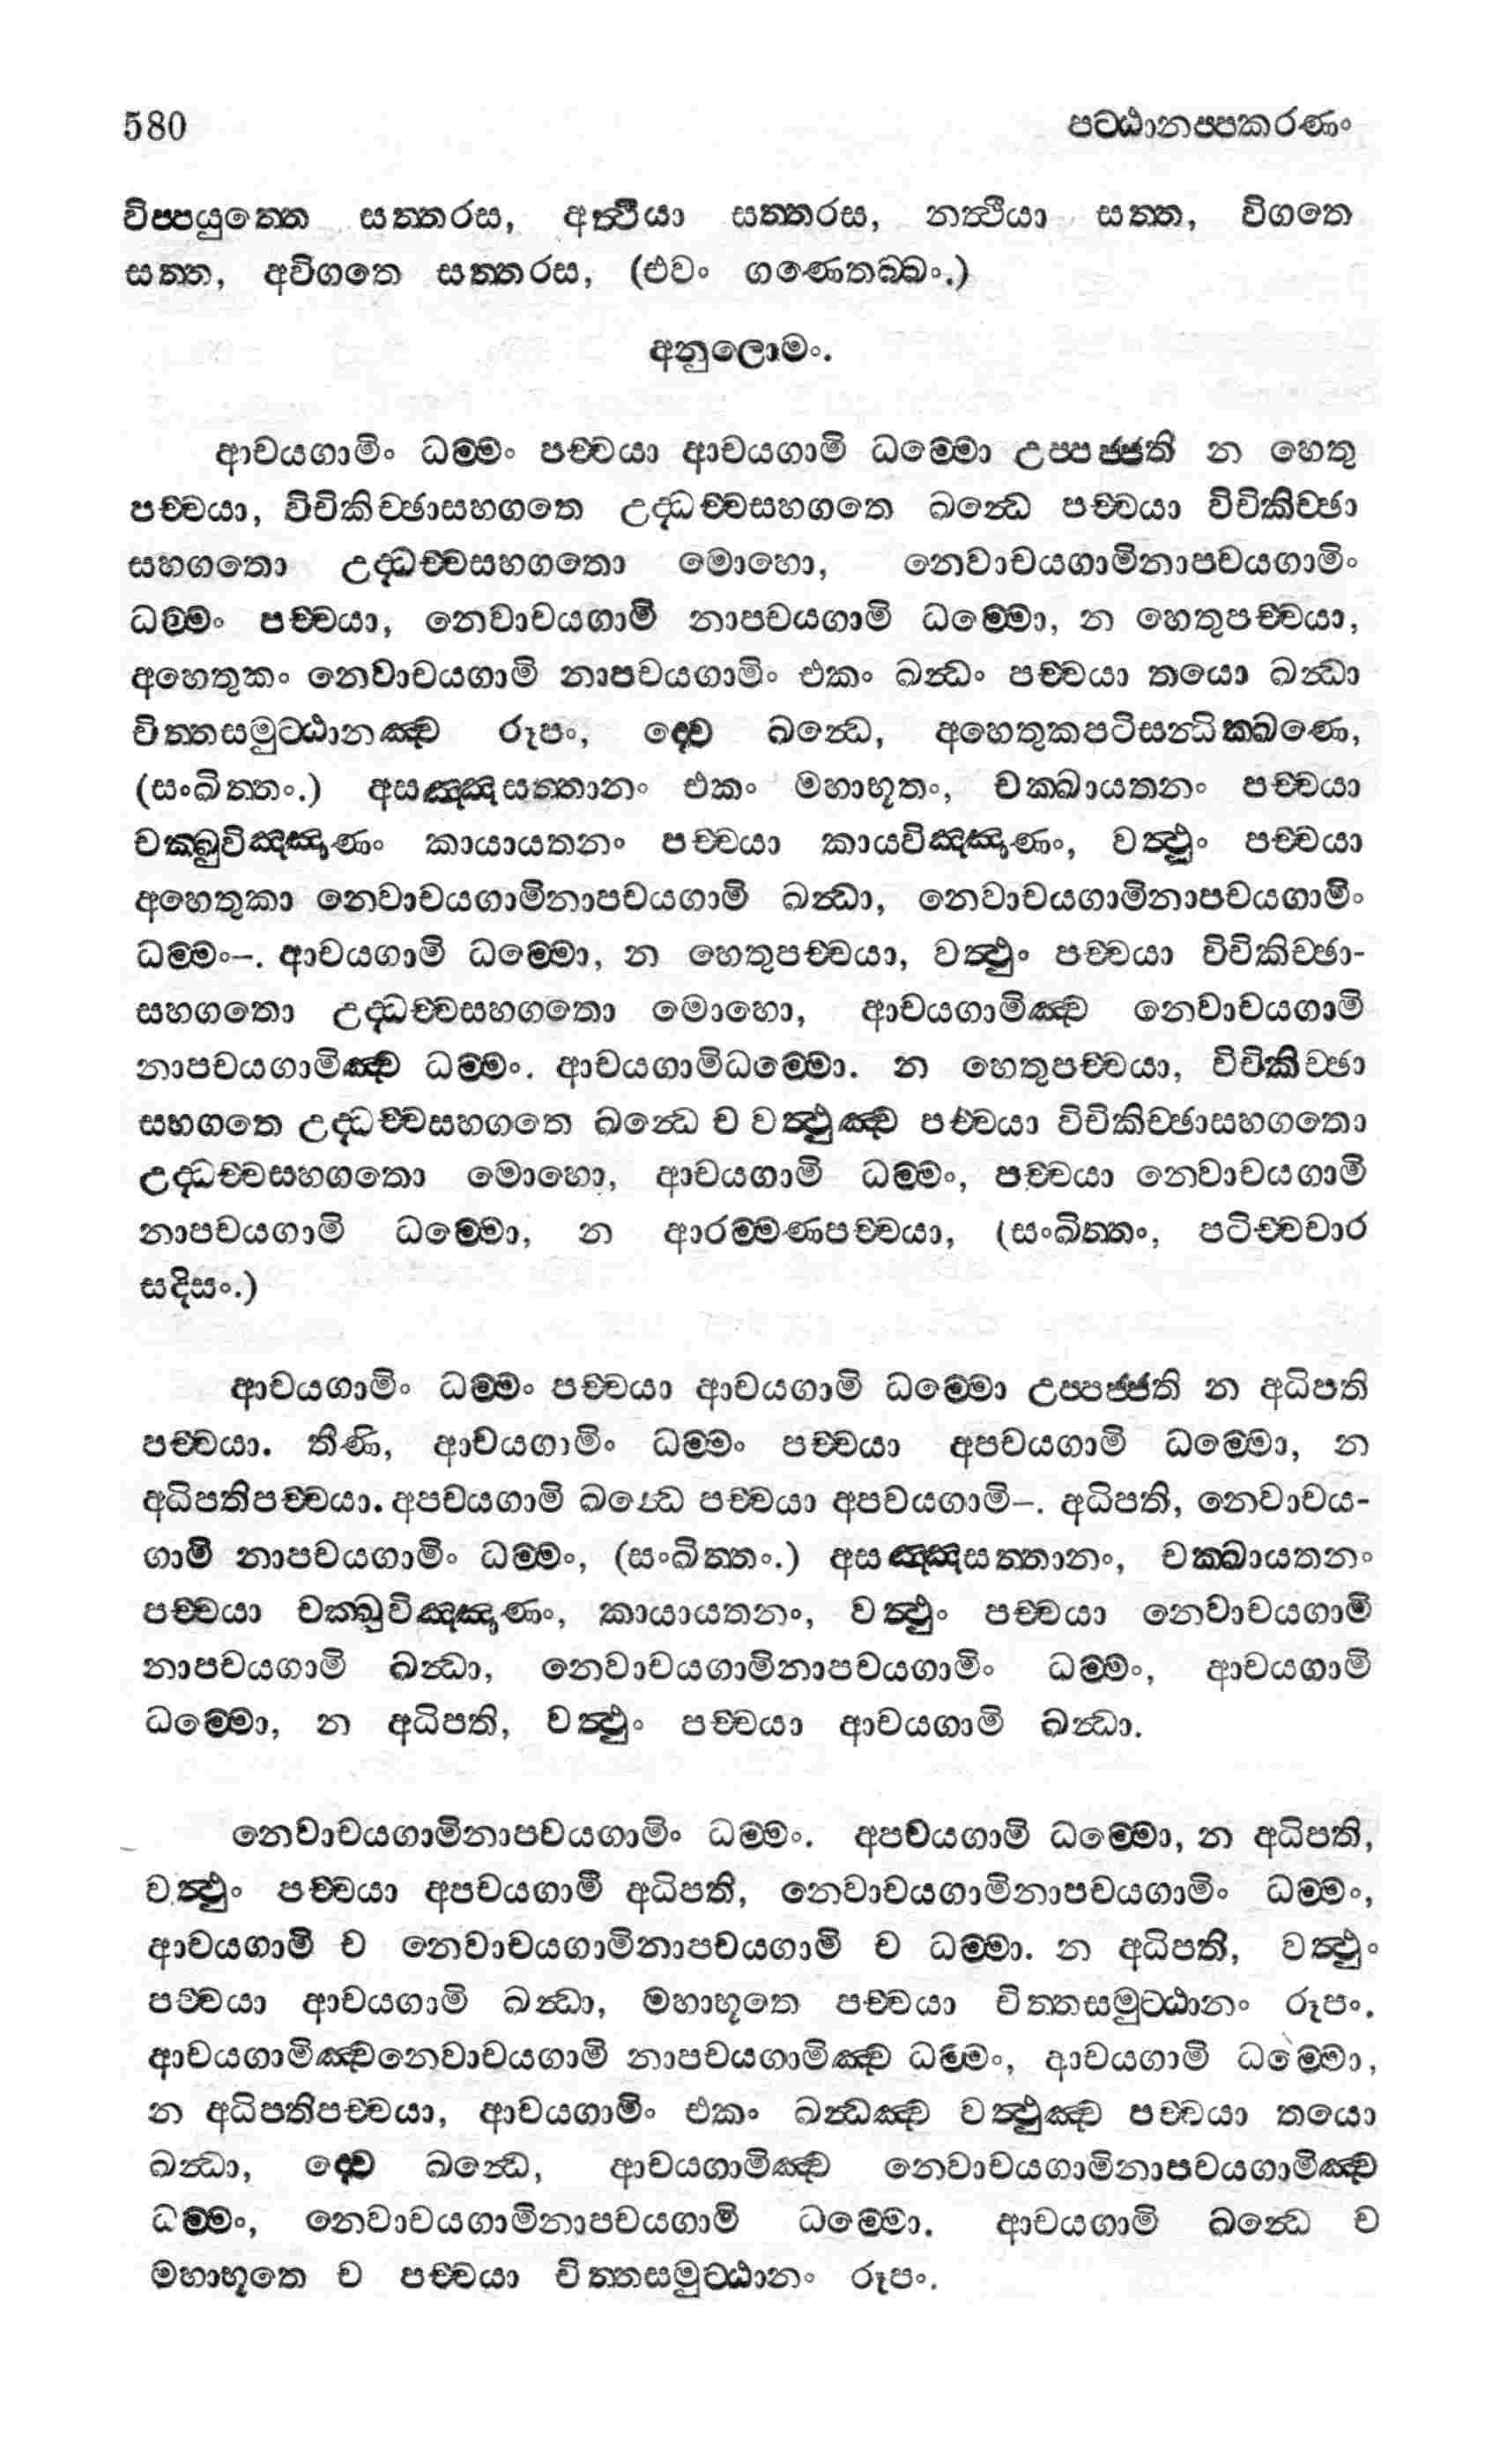 580 පට්ඨානප්පකරණං
විප්පයුත්තෙ සත්තරස, අත්ථියා සත්තරස, නත්ථියා සත්ත, විගතෙ
සත්ත, අවිගතෙ සත්තරස, (එවං ගණෙතබ්බං.)
අනුලොමං.
ආචයගාමිං ධම්මං පච්චයා ආචයගාමි ධම්මො උප්පජ්ජති න හෙතු
පච්චයා, විචිකිච්ඡාසහගතෙ උද්ධච්චසහගතෙ ඛන්ධෙ පච්චයා විචිකිච්ඡා
සහගතො උද්ධච්චසහගතො මොහො, නෙවාචයගාමිනාපචයගාමිං
ධම්මං පච්චයා, නෙවාචයගාමි නාපචයගාමි ධම්මො, න හෙතුපච්චයා,
අහෙතුකං නෙවාචයගාමි නාපචයගාමිං එකං ඛන්ධං පච්චයා තයො ඛන්ධා
චිත්තසමුට්ඨානඤ්ච රූපං, ද්වෙ ඛන්ධෙ, අහෙතුකපටිසන්ධික්ඛණෙ,
(සංඛිත්තං.) අසඤ්ඤසත්තානං එකං මහාභූතං, චක්ඛායතනං පච්චයා
චක්ඛුවිඤ්ඤාණං කායායතනං පච්චයා කායවිඤ්ඤාණං, වත්ථුං පච්චයා
අහෙතුකා නෙවාචයගාමිනාපචයගාමි ඛන්ධා, නෙවාචයගාමිනාපචයගාමිං
ධම්මං–. ආචයගාමි ධම්මො, න හෙතුපච්චයා, වත්ථුං පච්චයා විචිකිච්ඡා-
සහගතො උද්ධච්චසහගතො මොහො, ආචයගාමිඤ්ච නෙවාචයගාමි
නාපචයගාමිඤ්ච ධම්මං. ආචයගාමිධම්මො. න හෙතුපච්චයා, විචිකිච්ඡා
සහගතෙ උද්ධච්චසහගතෙ ඛන්ධෙ ච වත්ථුඤ්ච පච්චයා විචිකිච්ඡාසහගතො
උද්ධච්චසහගතො මොහො, ආචයගාමි ධම්මං, පච්චයා නෙවාචයගාමි
නාපචයගාමි ධම්මො, න ආරම්මණපච්චයා, (සංඛිත්තං, පටිච්චවාර
සදිසං.)
ආචයගාමිං ධම්මං පච්චයා ආචයගාමි ධම්මො උප්පජ්ජති න අධිපති
පච්චයා. තීණි, ආචයගාමිං ධම්මං පච්චයා අපචයගාමි ධම්මො, න
අධිපතිපච්චයා. අපචයගාමි ඛන්ධෙ පච්චයා අපචයගාමි–. අධිපති, නෙවාචය-
ගාමි නාපචයගාමිං ධම්මං, (සංඛිත්තං.) අසඤ්ඤසත්තානං, චක්ඛායතනං
පච්චයා චක්ඛුවිඤ්ඤාණං, කායායතනං, වත්ථුං පච්චයා නෙවාචයගාමි
නාපචයගාමි ඛන්ධා, නෙවාචයගාමිනාපචයගාමිං ධම්මං, ආචයගාමි
ධම්මො, න අධිපති, වත්ථුං පච්චයා ආචයගාමි ඛන්ධා.
නෙවාචයගාමිනාපචයගාමිං ධම්මං. අපචයගාමි ධම්මො, න අධිපති,
වත්ථුං පච්චයා අපචයගාමී අධිපති, නෙවාචයගාමිනාපචයගාමිං ධම්මං,
ආචයගාමි ච නෙවාචයගාමිනාපචයගාමි ච ධම්මා. න අධිපති, වත්ථුං
පච්චයා ආචයගාමි ඛන්ධා, මහාභූතෙ පච්චයා චිත්තසමුට්ඨානං රූපං.
ආචයගාමිඤ්චනෙවාචයගාමි නාපචයගාමිඤ්ච ධම්මං, ආචයගාමි ධම්මො,
න අධිපතිපච්චයා, ආචයගාමිං එකං ඛන්ධඤ්ච වත්ථුඤ්ච පච්චයා තයො
ඛන්ධා, ද්වෙ ඛන්ධෙ, ආචයගාමිඤ්ච නෙවාචයගාමිනාපචයගාමිඤ්ච
ධම්මං, නෙවාචයගාමිනාපචයගාමි ධම්මො. ආචයගාමි ඛන්ධෙ ච
මහාභූතෙ ච පච්චයා චිත්තසමුට්ඨානං රූපං.